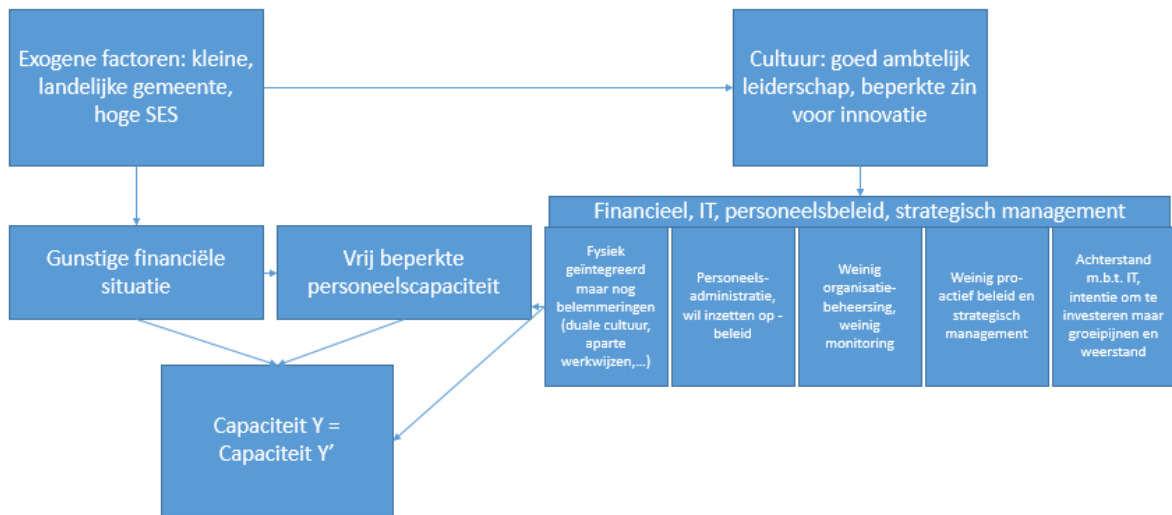 Exogene factoren: kleine,
landelijke gemeente,
hoge SES
Cultuur: goed ambtelijk
leiderschap, beperkte zin
voor innovatie
Financieel, IT, personeelsbeleid, strategisch management
Gunstige financiële
situatie
Vrij beperkte
personeelscapaciteit
Fysiek
geïntegreerd
maar nog
belemmeringen
(duale cultuur,
aparte
werkwijzen,...)
Personeels-
administratie,
wil inzetten op -
beleid
Weinig
organisatie-
beheersing,
weinig
monitoring
Weinig pro-
actief beleid en
strategisch
management
Achterstand
m.b.t. IT,
intentie om te
investeren maar
groeipijnen en
weerstand
Capaciteit Y =
Capaciteit Y’